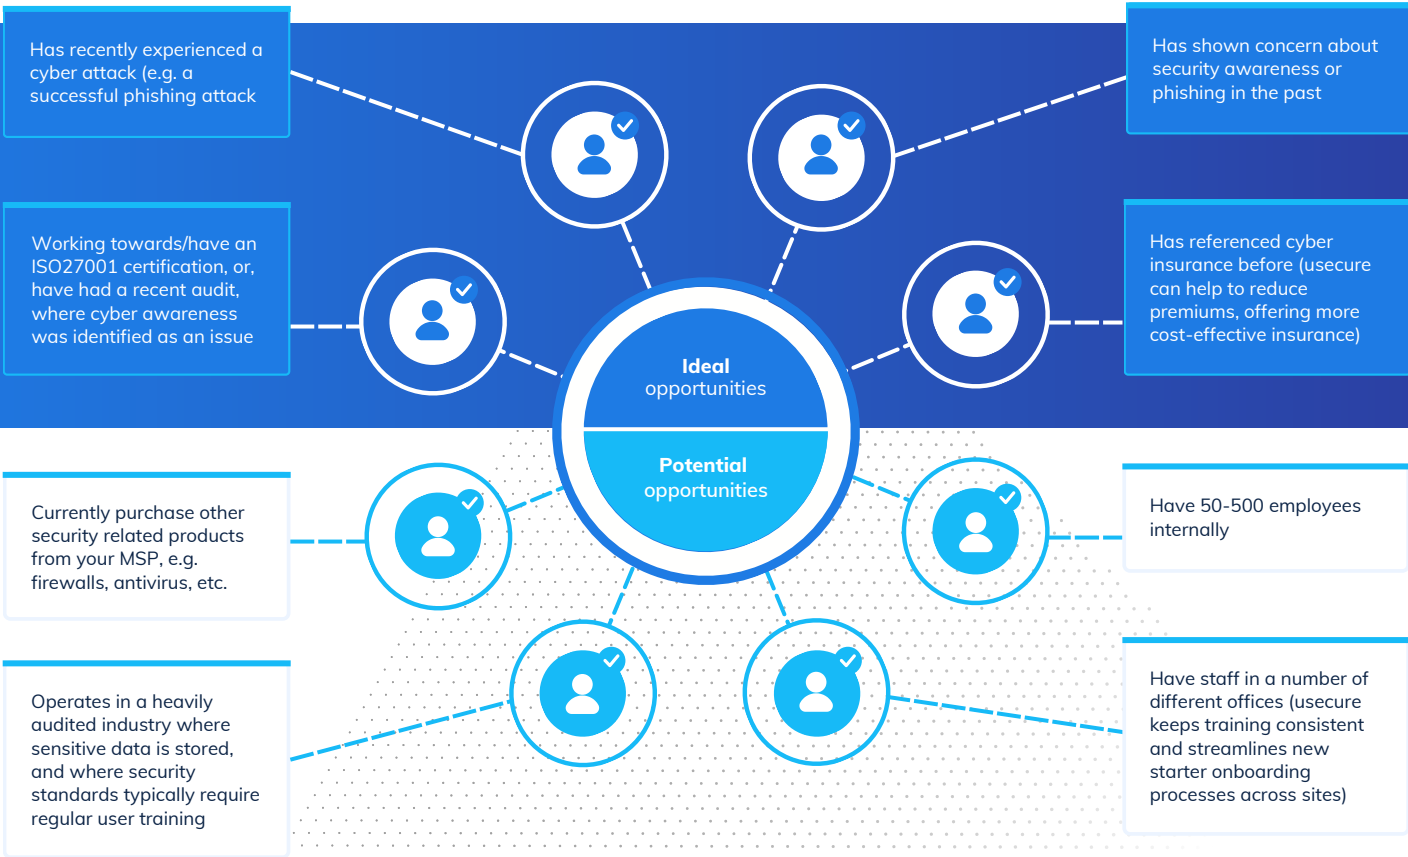 Has recently experienced a
cyber attack (e.g. a
successful phishing attack
Has shown concern about
security awareness or
phishing in the past
Working towards/have an
ISO27001 certification, or,
have had a recent audit,
where cyber awareness
was identified as an issue
Has referenced cyber
insurance before (usecure
can help to reduce
premiums, offering more
cost-effective insurance)
Ideal
opportunities
Potential
opportunities
Currently purchase other
security related products
from your MSP, e.g.
firewalls, antivirus, etc.
Have 50-500 employees
internally
Operates in a heavily
audited industry where
sensitive data is stored,
and where security
standards typically require
regular user training
Have staff in a number of
different offices (usecure
keeps training consistent
and streamlines new
starter onboarding
processes across sites)